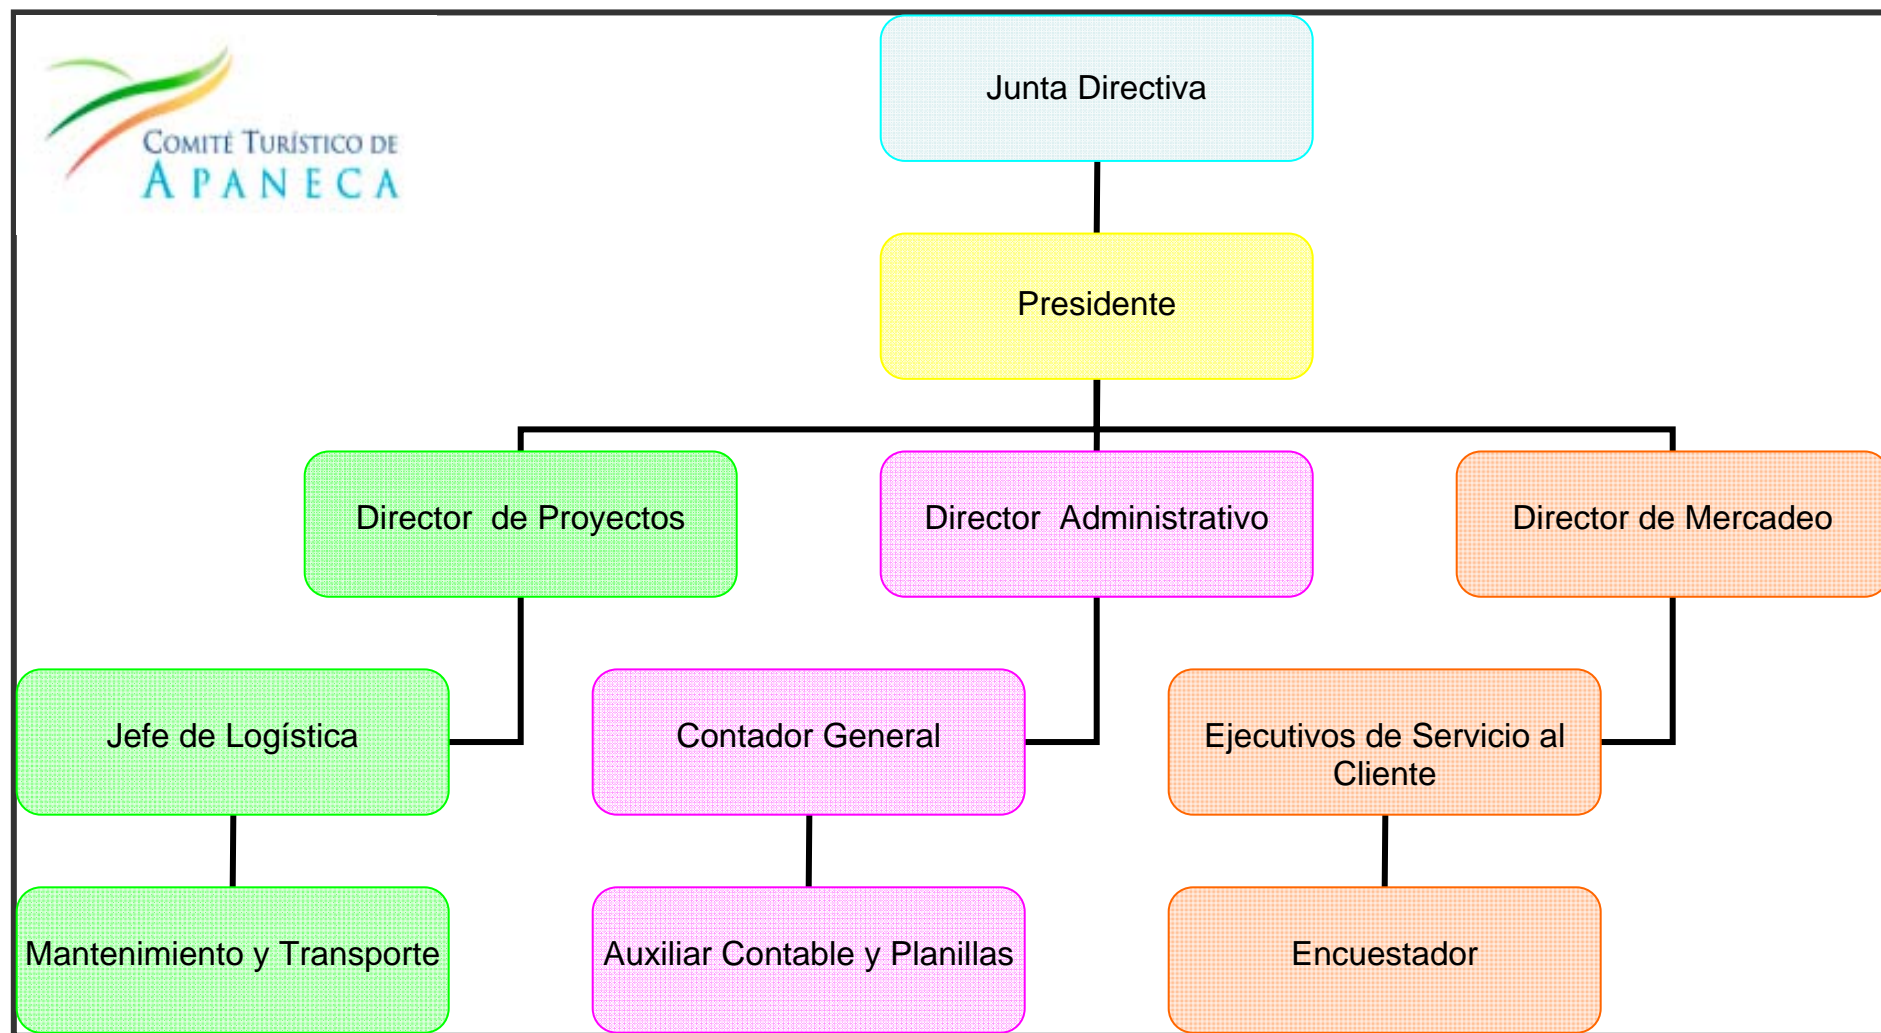 COMITÉ TURÍSTICO DE
APANECA
Junta Directiva
Presidente
Director de Proyectos
Director Administrativo
Director de Mercadeo
Jefe de Logística
Contador General
Ejecutivos de Servicio al
Cliente
Mantenimiento y Transporte
Auxiliar Contable y Planillas
Encuestador